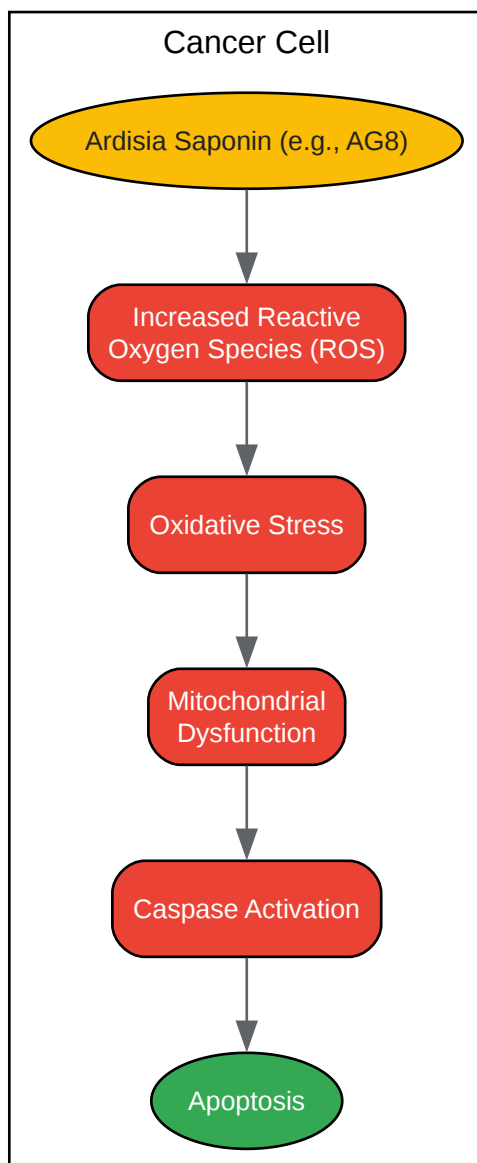 Cancer Cell
Ardisia Saponin (e.g., AG8)
Increased Reactive
Oxygen Species (ROS)
Oxidative Stress
Mitochondrial
Dysfunction
Caspase Activation
Apoptosis